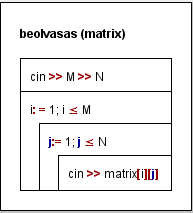 beolvasas (matrix)
cin >> M >> N
i: = 1; i ≤ M
j:= 1; j ≤ N
cin >> matrix[i][j]